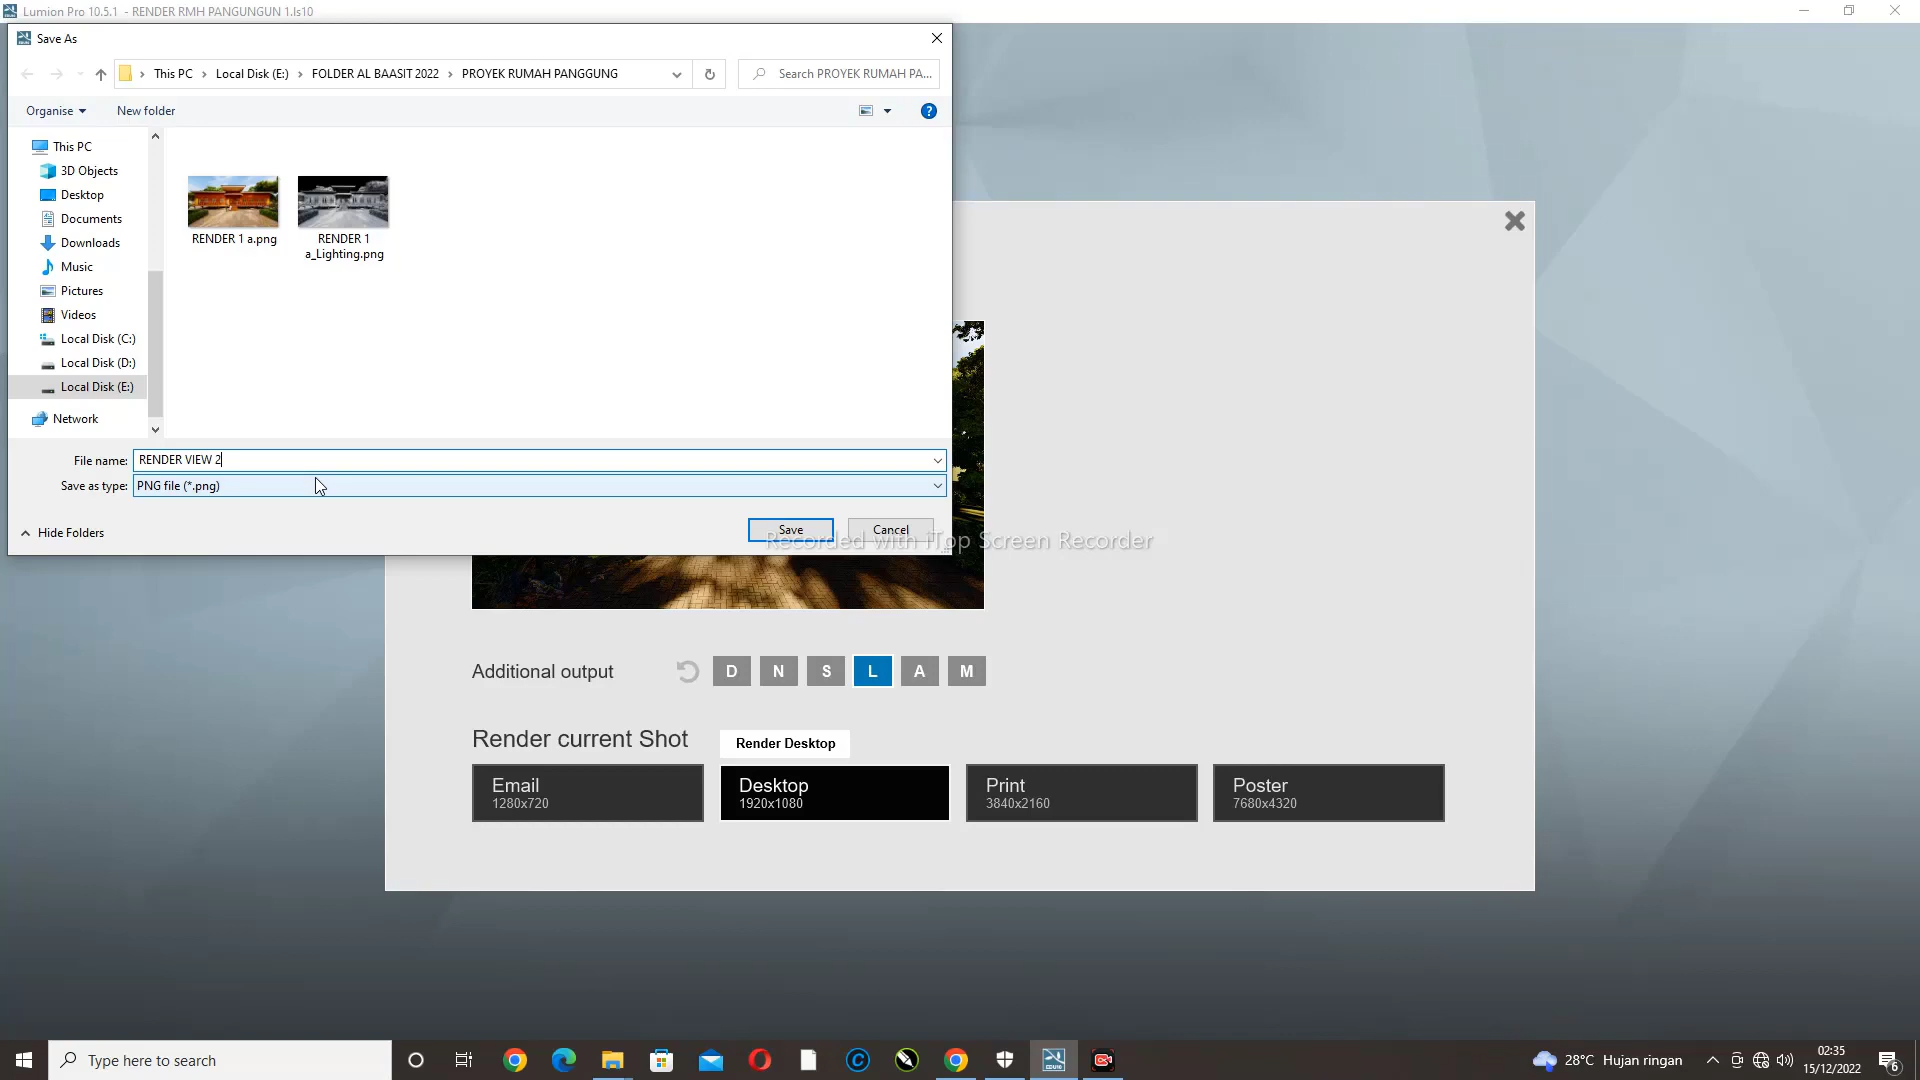 Lumion Pro 10.5.1 - RENDER RMH PANGUNGUN 1.ls10
Save As
This PC > Local Disk (E:) > FOLDER AL BAASIT 2022 > PROYEK RUMAH PANGGUNG
Search PROYEK RUMAH PA...
Organise
New folder
This PC
3D Objects
Desktop
Documents
Downloads
Music
Pictures
Videos
Local Disk (C:)
Local Disk (D:)
Local Disk (E:)
Network
RENDER 1 a.png
RENDER 1
a_Lighting.png
File name: RENDER VIEW 2
Save as type: PNG file (*.png)
Hide Folders
Save
Cancel
Recorded with iTop Screen Recorder
Additional output
D N S L A M
Render current Shot
Render Desktop
Email
1280x720
Desktop
1920x1080
Print
3840x2160
Poster
7680x4320
Type here to search
28°C Hujan ringan
02:35
15/12/2022
6